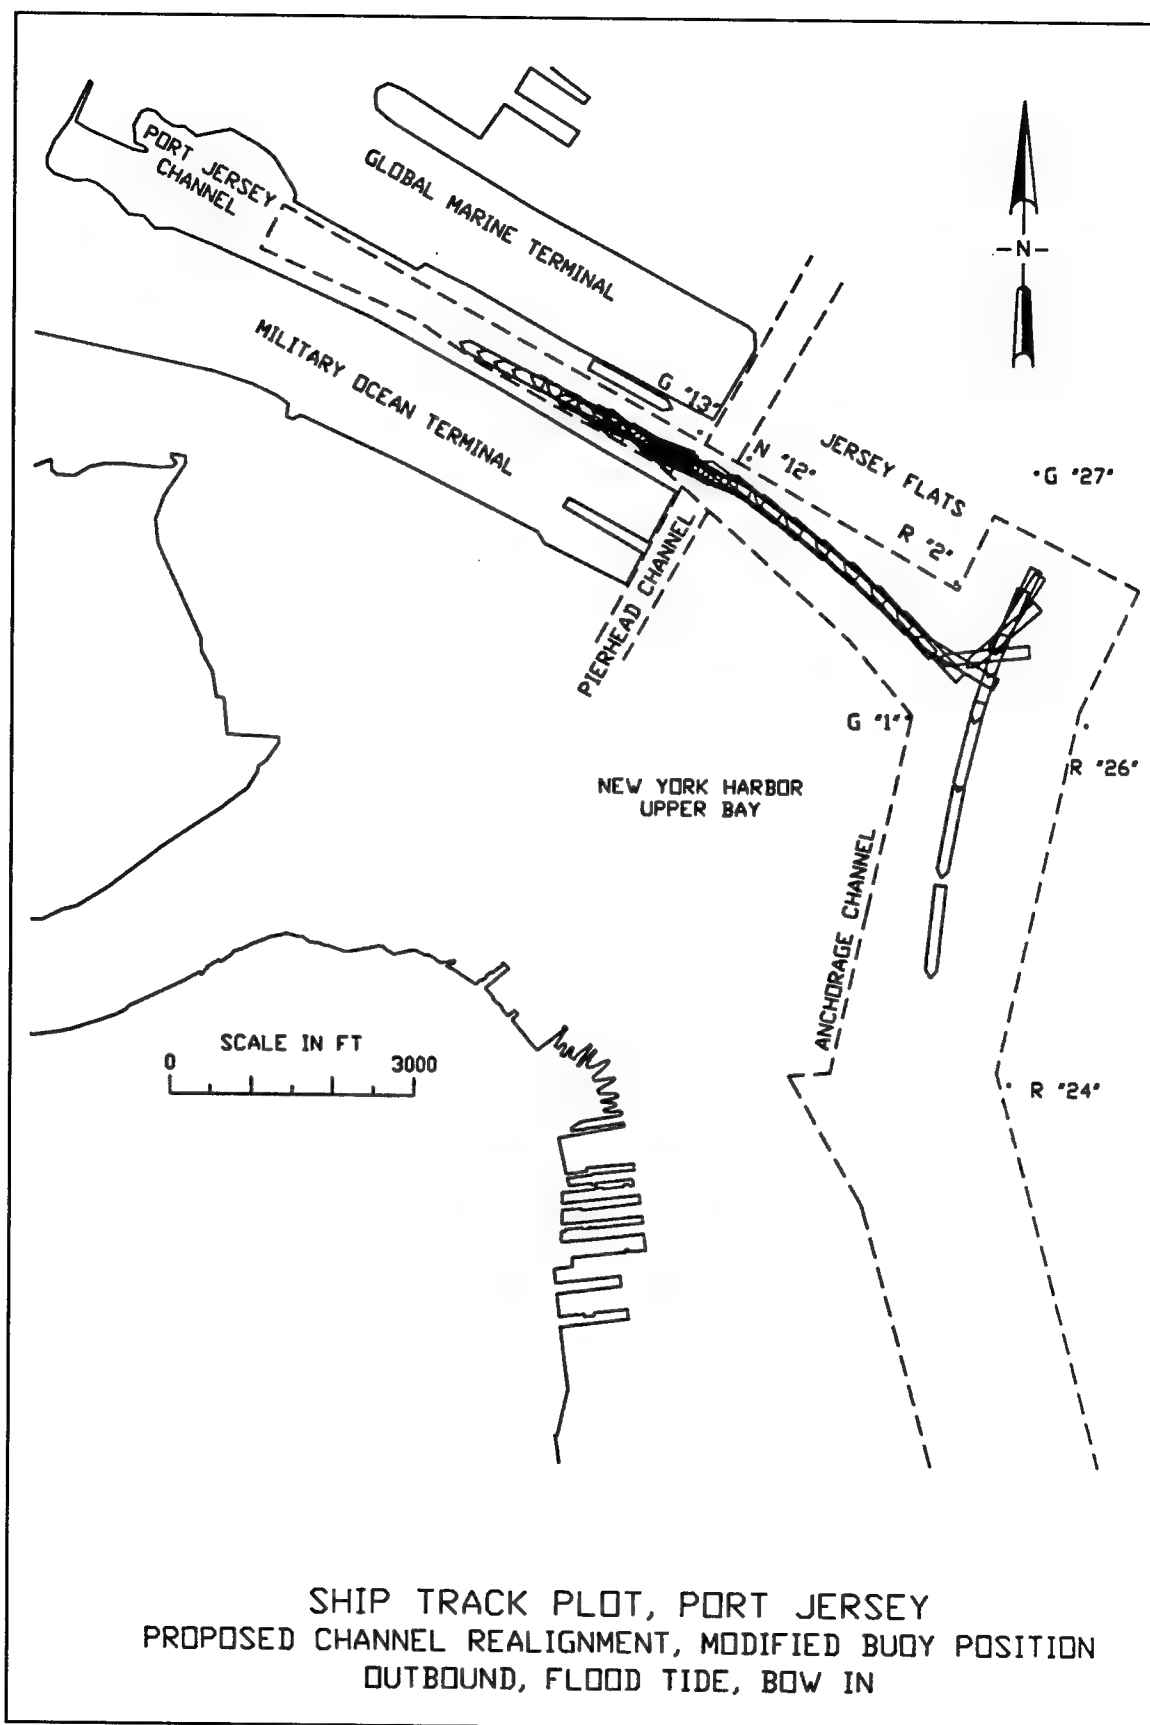 PORT JERSEY
CHANNEL
GLOBAL MARINE TERMINAL
-N-
MILITARY OCEAN TERMINAL
G "13"
N "12"
JERSEY FLATS
G "27"
R "2"
PIERHEAD CHANNEL
G "1"
R "26"
NEW YORK HARBOR
UPPER BAY
ANCHORAGE CHANNEL
SCALE IN FT
0 3000
R "24"
SHIP TRACK PLOT, PORT JERSEY
PROPOSED CHANNEL REALIGNMENT, MODIFIED BUOY POSITION
OUTBOUND, FLOOD TIDE, BOW IN